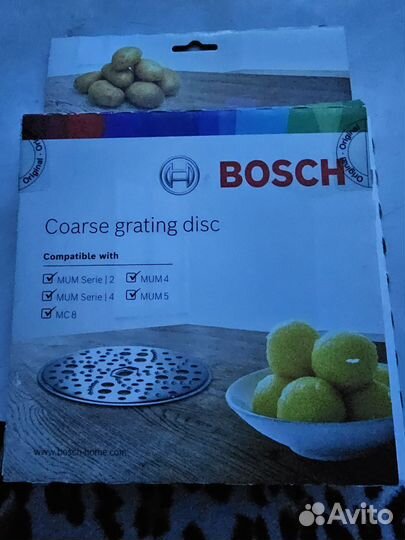 Original
Original
BOSCH
Coarse grating disc
Compatible with
MUM Serie | 2
MUM 4
MUM Serie | 4
MUM 5
MC 8
www.bosch-home.com
Avito